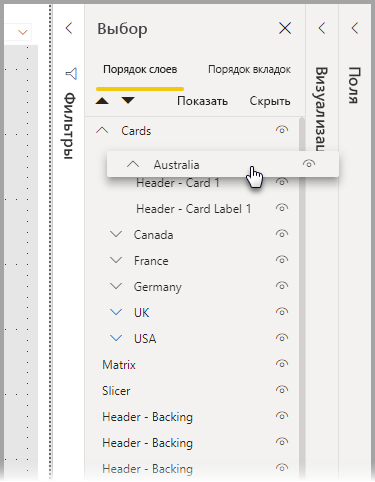 Выбор
Порядок слоев
Порядок вкладок
Показать
Скрыть
Cards
Australia
Header - Card 1
Header - Card Label 1
Canada
France
Germany
UK
USA
Matrix
Slicer
Header - Backing
Header - Backing
Header - Backing
Фильтры
Визуализац
Поля